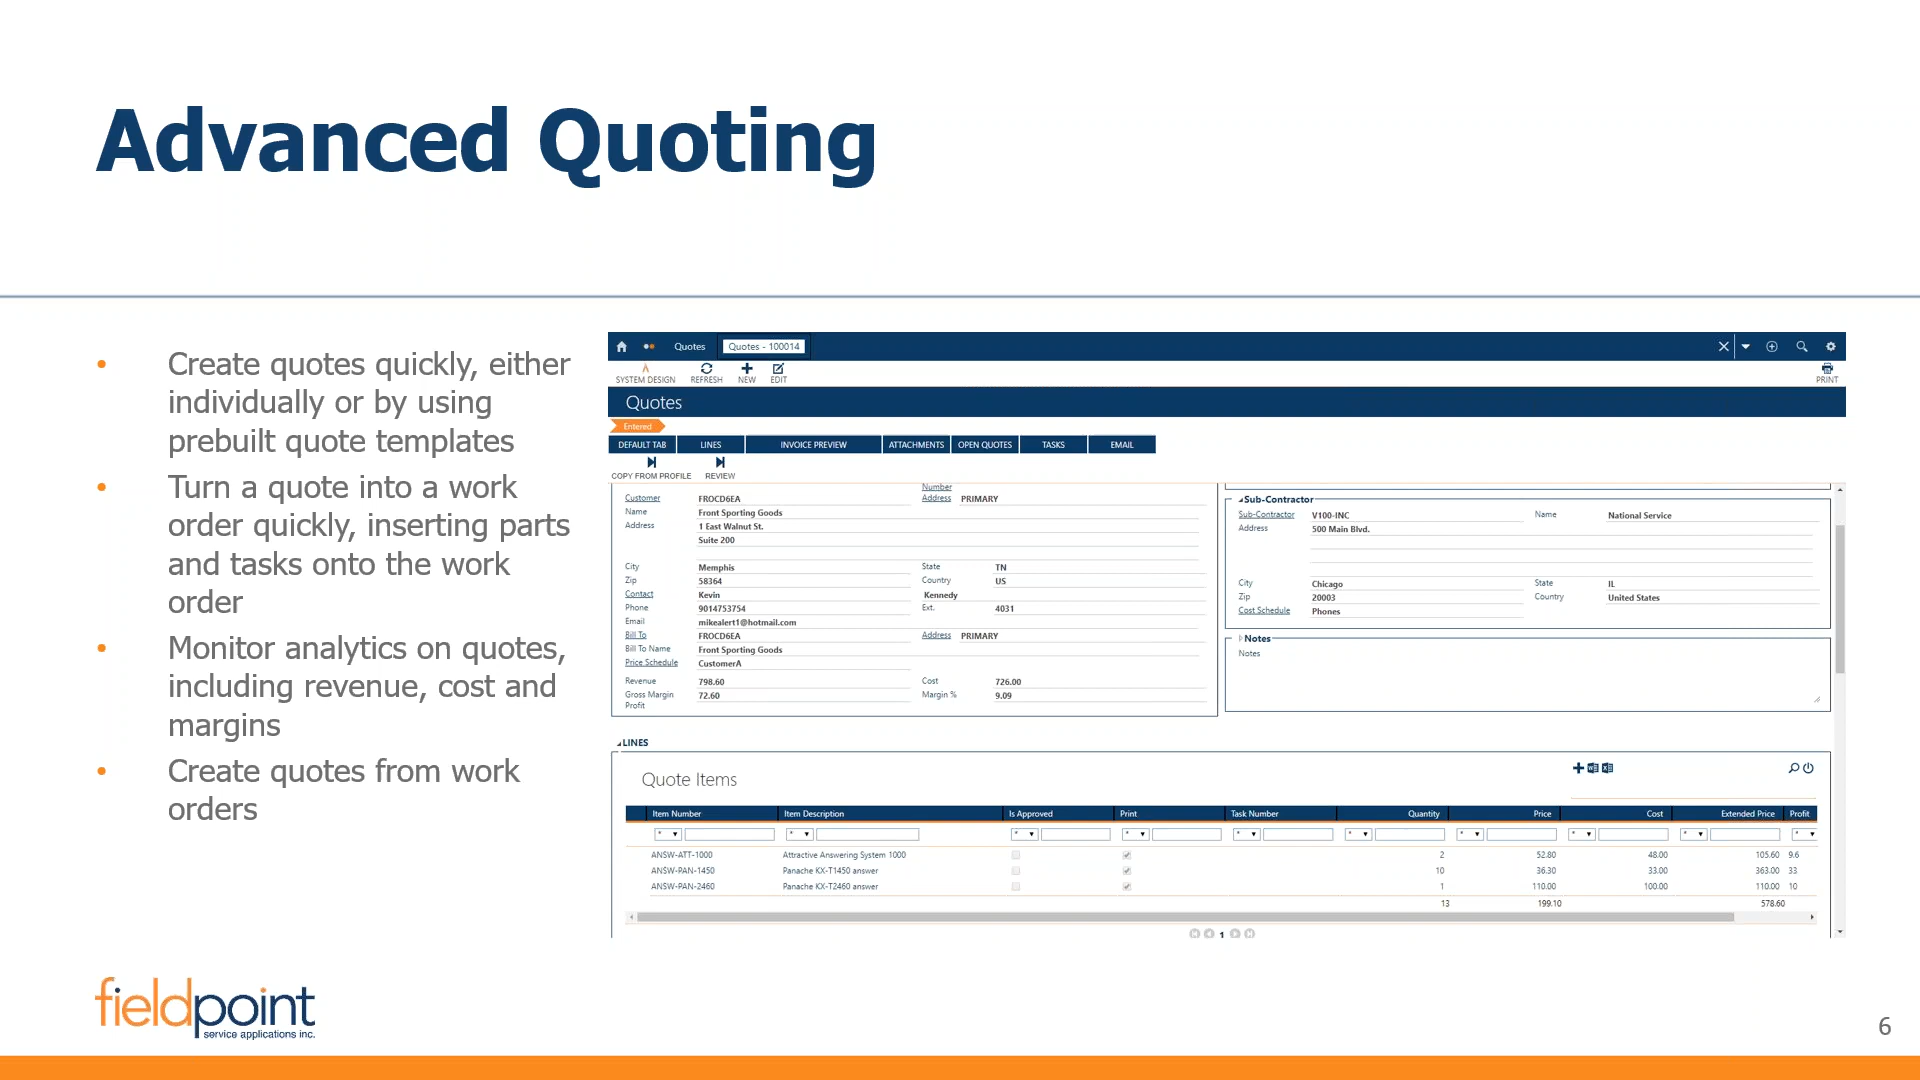 Advanced Quoting
• Create quotes quickly, either
individually or by using
prebuilt quote templates
• Turn a quote into a work
order quickly, inserting parts
and tasks onto the work
order
• Monitor analytics on quotes,
including revenue, cost and
margins
• Create quotes from work
orders
Quotes Quotes - 100014
SYSTEM DESIGN REFRESH NEW EDIT PRINT
Quotes
Entered
DEFAULT TAB LINES INVOICE PREVIEW ATTACHMENTS OPEN QUOTES TASKS EMAIL
COPY FROM PROFILE REVIEW
Number
Customer FROCD6EA Address PRIMARY
Name Front Sporting Goods
Address 1 East Walnut St.
Suite 200
City Memphis State TN
Zip 58364 Country US
Contact Kevin Kennedy
Phone 9014753754 Ext. 4031
Email mikealert1@hotmail.com
Bill To FROCD6EA Address PRIMARY
Bill To Name Front Sporting Goods
Price Schedule CustomerA
Revenue 798.60 Cost 726.00
Gross Margin 72.60 Margin % 9.09
Profit
Sub-Contractor
Sub-Contractor V100-INC Name National Service
Address 500 Main Blvd.
City Chicago State IL
Zip 20003 Country United States
Cost Schedule Phones
Notes
Notes
LINES
Quote Items
Item Number Item Description Is Approved Print Task Number Quantity Price Cost Extended Price Profit
* * * * * * * * * *
ANSW-ATT-1000 Attractive Answering System 1000 2 52.80 48.00 105.60 9.6
ANSW-PAN-1450 Panache KX-T1450 answer 10 36.30 33.00 363.00 33
ANSW-PAN-2460 Panache KX-T2460 answer 1 110.00 100.00 110.00 10
13 199.10 578.60
1
fieldpoint
service applications inc.
6